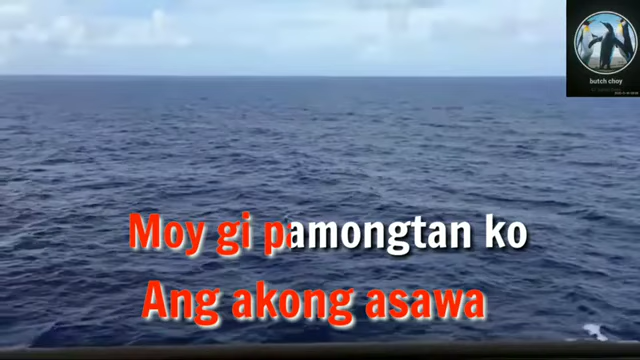 butch choy
Moy gi pamongtan ko
Ang akong asawa